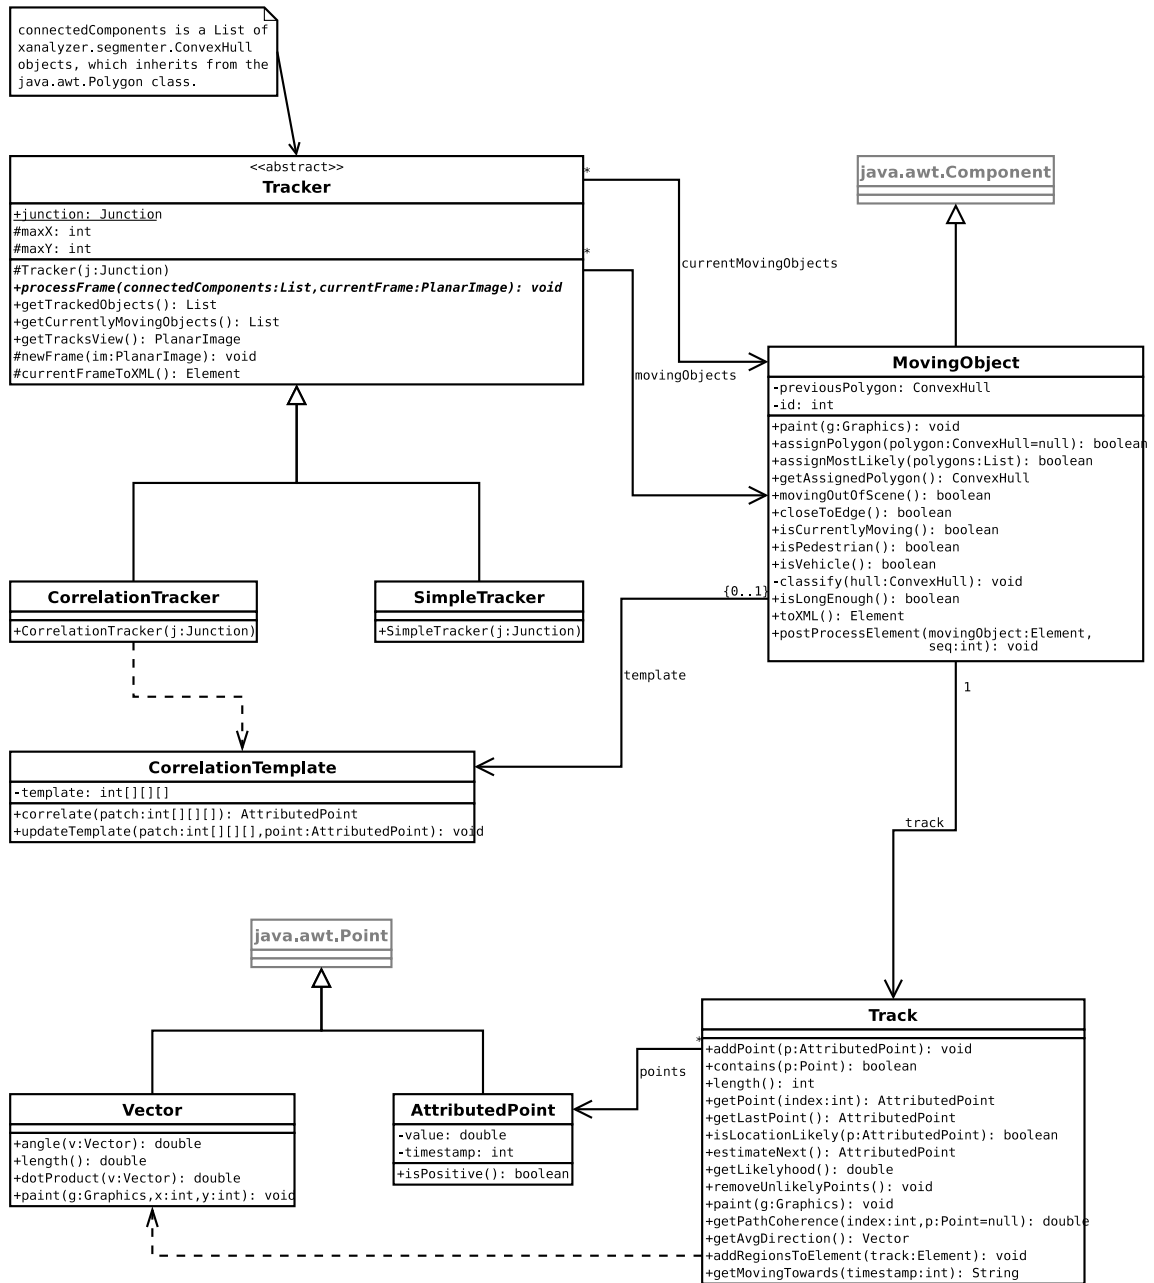 connectedComponents is a List of
xanalyzer.segmenter.ConvexHull
objects, which inherits from the
java.awt.Polygon class.
<<abstract>>
Tracker
+junction: Junction
#maxX: int
#maxY: int
#Tracker(j:Junction)
+processFrame(connectedComponents:List,currentFrame:PlanarImage): void
+getTrackedObjects(): List
+getCurrentlyMovingObjects(): List
+getTracksView(): PlanarImage
#newFrame(im:PlanarImage): void
#currentFrameToXML(): Element
*
*
currentMovingObjects
movingObjects
java.awt.Component
MovingObject
-previousPolygon: ConvexHull
-id: int
+paint(g:Graphics): void
+assignPolygon(polygon:ConvexHull=null): boolean
+assignMostLikely(polygons:List): boolean
+getAssignedPolygon(): ConvexHull
+movingOutOfScene(): boolean
+closeToEdge(): boolean
+isCurrentlyMoving(): boolean
+isPedestrian(): boolean
+isVehicle(): boolean
-classify(hull:ConvexHull): void
+isLongEnough(): boolean
+toXML(): Element
+postProcessElement(movingObject:Element,
seq:int): void
CorrelationTracker
+CorrelationTracker(j:Junction)
SimpleTracker
+SimpleTracker(j:Junction)
{0..1}
template
1
track
CorrelationTemplate
-template: int[][][]
+correlate(patch:int[][][]): AttributedPoint
+updateTemplate(patch:int[][][],point:AttributedPoint): void
java.awt.Point
Vector
+angle(v:Vector): double
+length(): double
+dotProduct(v:Vector): double
+paint(g:Graphics,x:int,y:int): void
AttributedPoint
-value: double
-timestamp: int
+isPositive(): boolean
*
points
Track
+addPoint(p:AttributedPoint): void
+contains(p:Point): boolean
+length(): int
+getPoint(index:int): AttributedPoint
+getLastPoint(): AttributedPoint
+isLocationLikely(p:AttributedPoint): boolean
+estimateNext(): AttributedPoint
+getLikelyhood(): double
+removeUnlikelyPoints(): void
+paint(g:Graphics): void
+getPathCoherence(index:int,p:Point=null): double
+getAvgDirection(): Vector
+addRegionsToElement(track:Element): void
+getMovingTowards(timestamp:int): String